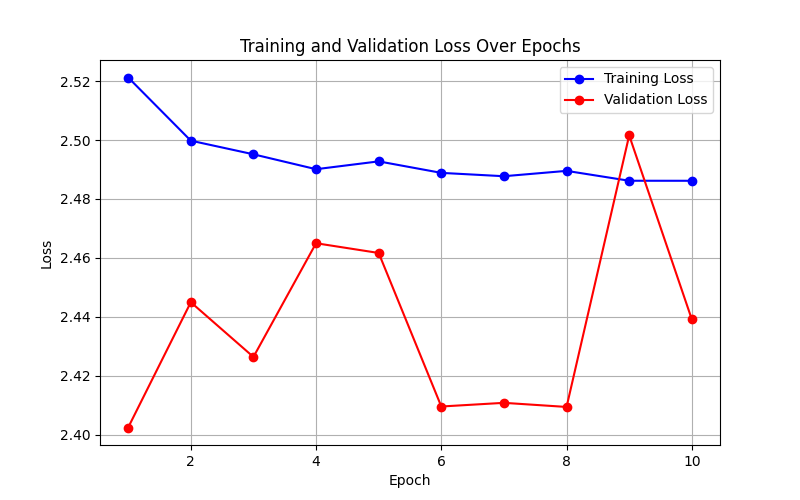 Training and Validation Loss Over Epochs
Training Loss
Validation Loss
2.52
2.50
2.48
2.46
2.44
2.42
2.40
Loss
2 4 6 8 10
Epoch